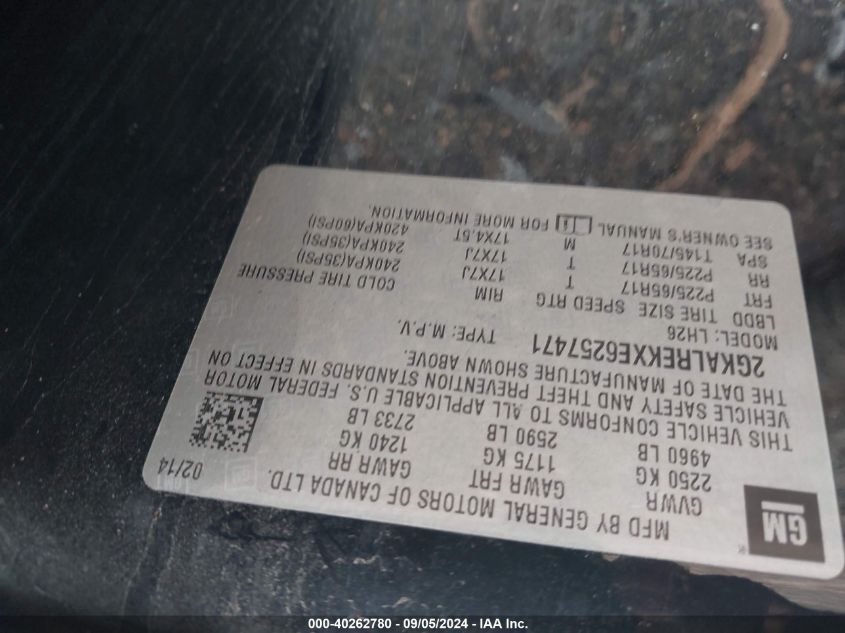 GM
MFD BY GENERAL MOTORS OF CANADA LTD. 02/14
GVWR GAWR FRT GAWR RR
2250 KG 1175 KG 1240 KG
4960 LB 2590 LB 2733 LB
THIS VEHICLE CONFORMS TO ALL APPLICABLE U.S. FEDERAL MOTOR
VEHICLE SAFETY AND THEFT PREVENTION STANDARDS IN EFFECT ON
THE DATE OF MANUFACTURE SHOWN ABOVE.
2GKALREKXE6257471 TYPE: M.P.V.
MODEL: LH26
LBDD TIRE SIZE SPEED RTG RIM COLD TIRE PRESSURE
FRT P225/65R17 T 17X7J 240KPA(35PSI)
RR P225/65R17 T 17X7J 240KPA(35PSI)
SPA T145/70R17 M 17X4.5T 420KPA(60PSI)
SEE OWNER'S MANUAL FOR MORE INFORMATION.
000-40262780 - 09/05/2024 - IAA Inc.